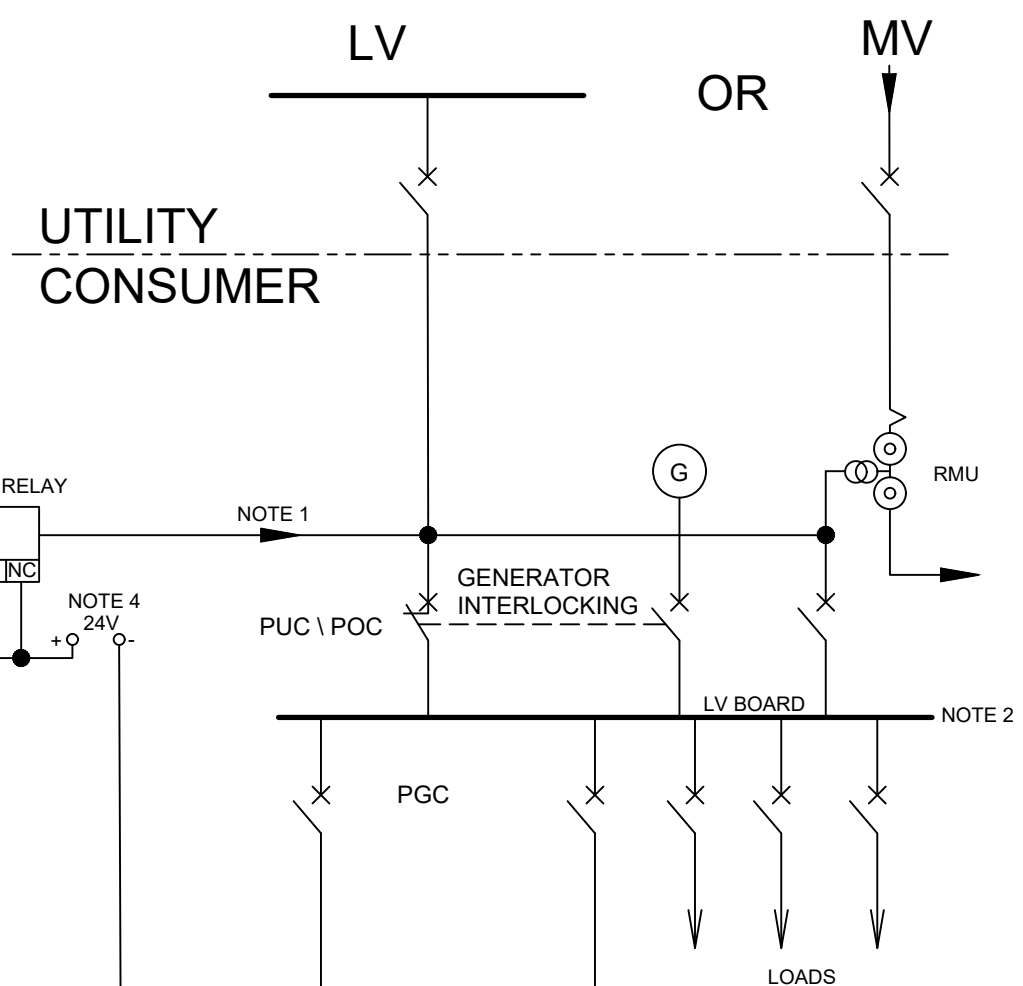 LV
MV
OR
UTILITY
CONSUMER
G
RMU
RELAY
NOTE 1
NC
NOTE 4
24V
+
-
GENERATOR
INTERLOCKING
PUC \ POC
LV BOARD
NOTE 2
PGC
LOADS